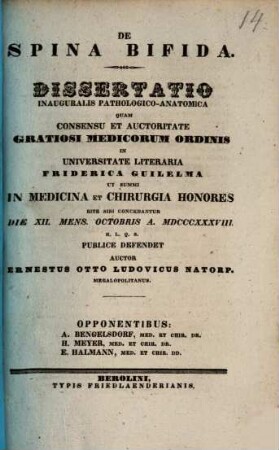 14
DE
SPINA BIFIDA.
DISSERTATIO
INAUGURALIS PATHOLOGICO-ANATOMICA
QUAM
CONSENSU ET AUCTORITATE
GRATIOSI MEDICORUM ORDINIS
IN
UNIVERSITATE LITERARIA
FRIDERICA GUILELMA
UT SUMMI
IN MEDICINA ET CHIRURGIA HONORES
RITE SIBI CONCEDANTUR
DIE XII. MENS. OCTOBRIS A. MDCCCXXXVIII.
H. L. Q. S.
PUBLICE DEFENDET
AUCTOR
ERNESTUS OTTO LUDOVICUS NATORP.
MEGALOPOLITANUS.
OPPONENTIBUS:
A. BENGELSDORF, MED. ET CHIR. DR.
H. MEYER, MED. ET CHIR. DR.
E. HALMANN, MED. ET CHIR. DD.
BEROLINI,
TYPIS FRIEDLAENDERIANIS.